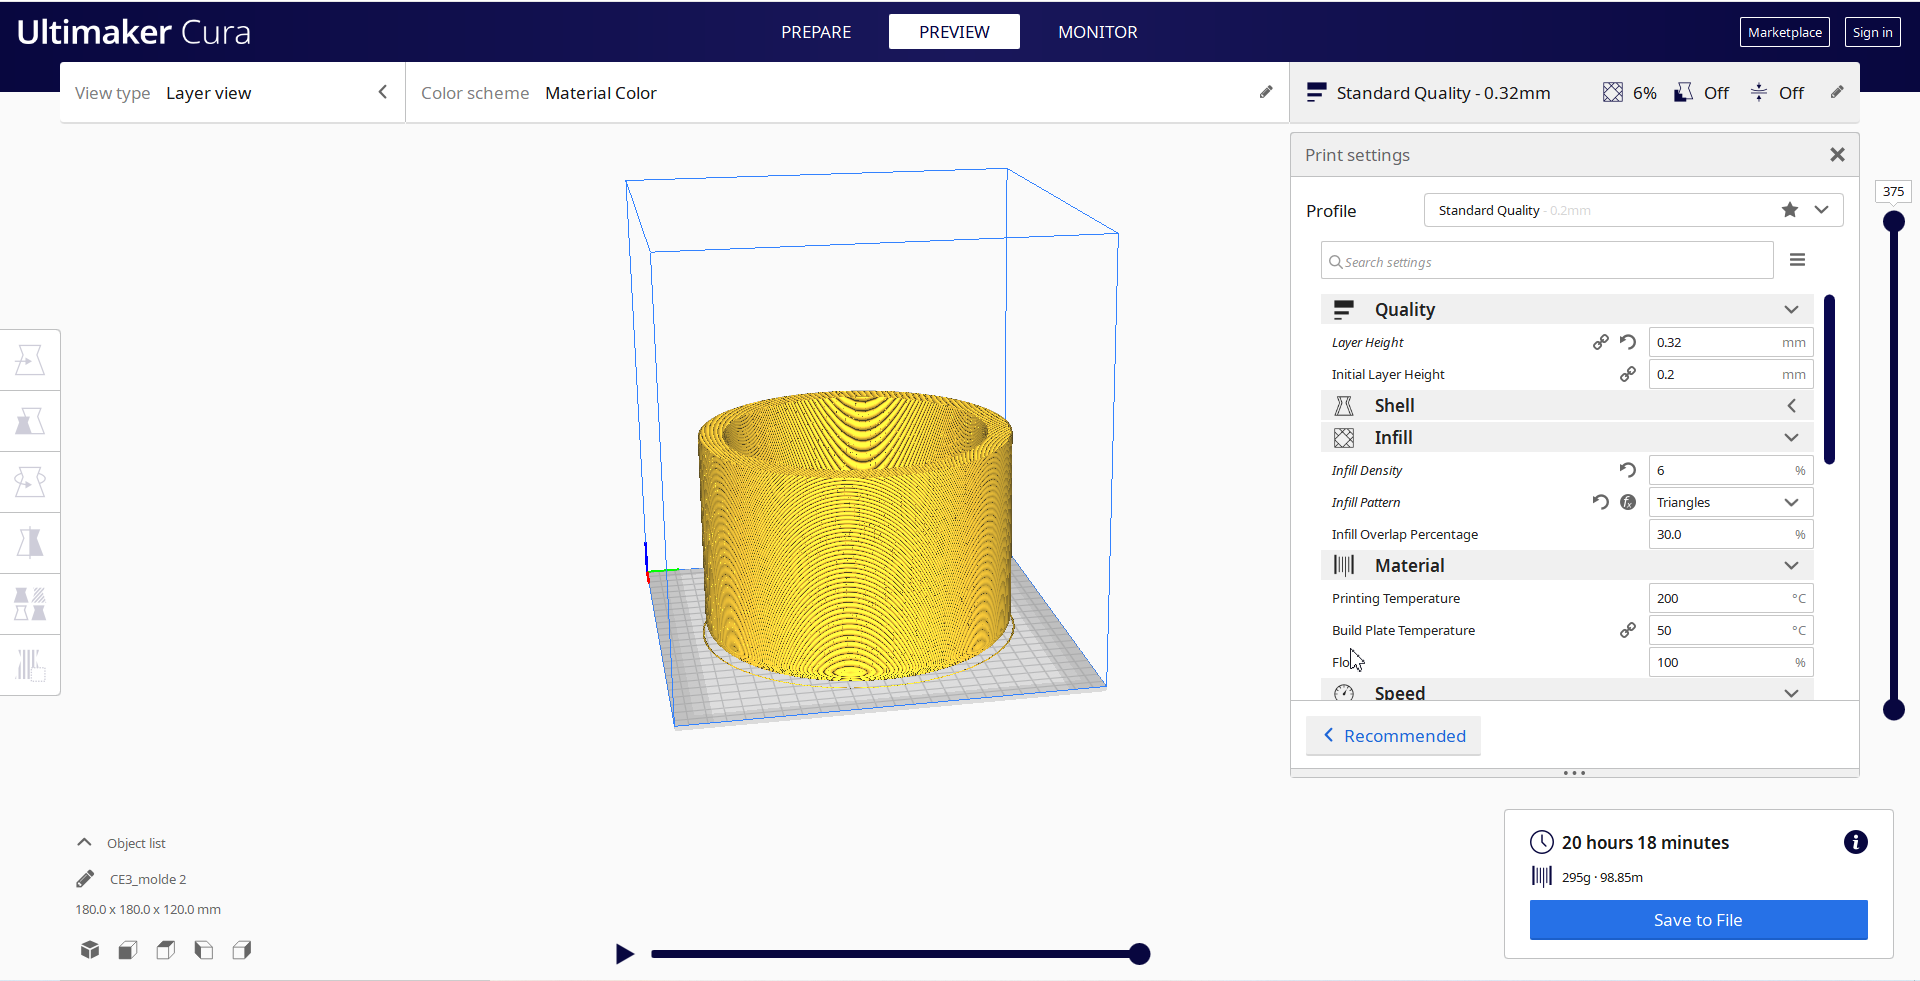 Ultimaker Cura
PREPARE
PREVIEW
MONITOR
Marketplace
Sign in
View type Layer view
Color scheme Material Color
Standard Quality - 0.32mm
6%
Off
Off
Print settings
375
Profile
Standard Quality - 0.2mm
Search settings
Quality
Layer Height
0.32 mm
Initial Layer Height
0.2 mm
Shell
Infill
Infill Density
6 %
Infill Pattern
Triangles
Infill Overlap Percentage
30.0 %
Material
Printing Temperature
200 °C
Build Plate Temperature
50 °C
Flo
100 %
Speed
Recommended
Object list
CE3_molde 2
180.0 x 180.0 x 120.0 mm
20 hours 18 minutes
295g · 98.85m
Save to File